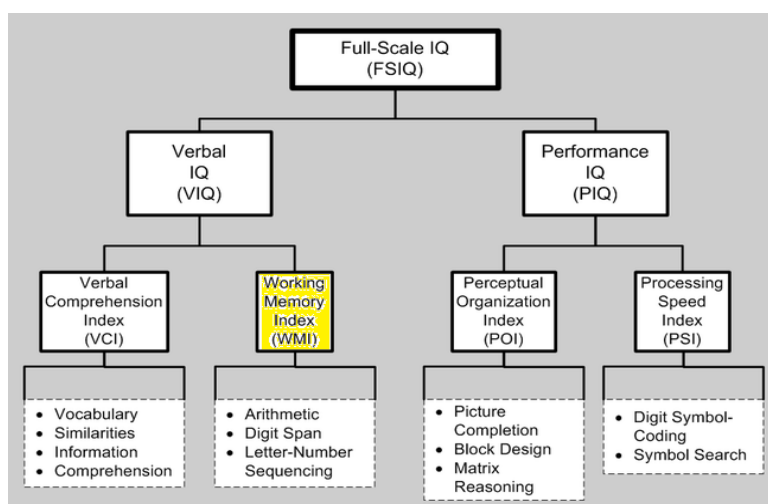 Full-Scale IQ
(FSIQ)
Verbal
IQ
(VIQ)
Performance
IQ
(PIQ)
Verbal
Comprehension
Index
(VCI)
Working
Memory
Index
(WMI)
Perceptual
Organization
Index
(POI)
Processing
Speed
Index
(PSI)
• Vocabulary
• Similarities
• Information
• Comprehension
• Arithmetic
• Digit Span
• Letter-Number
Sequencing
• Picture
Completion
• Block Design
• Matrix
Reasoning
• Digit Symbol-
Coding
• Symbol Search